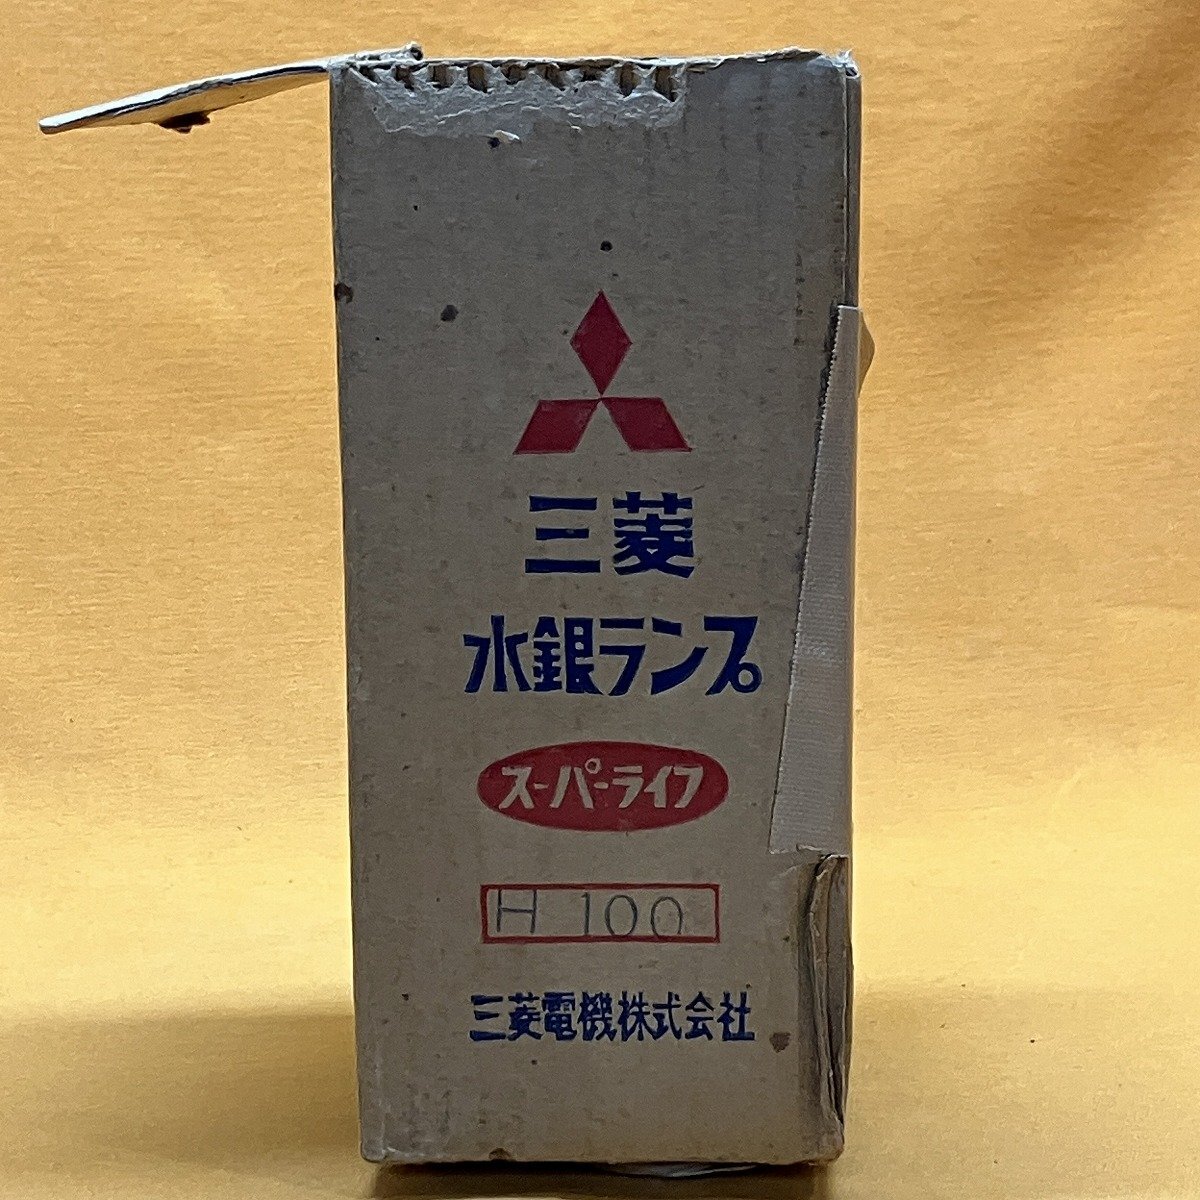 三菱
水銀ランプ
スーパーライフ
H 100
三菱電機株式会社